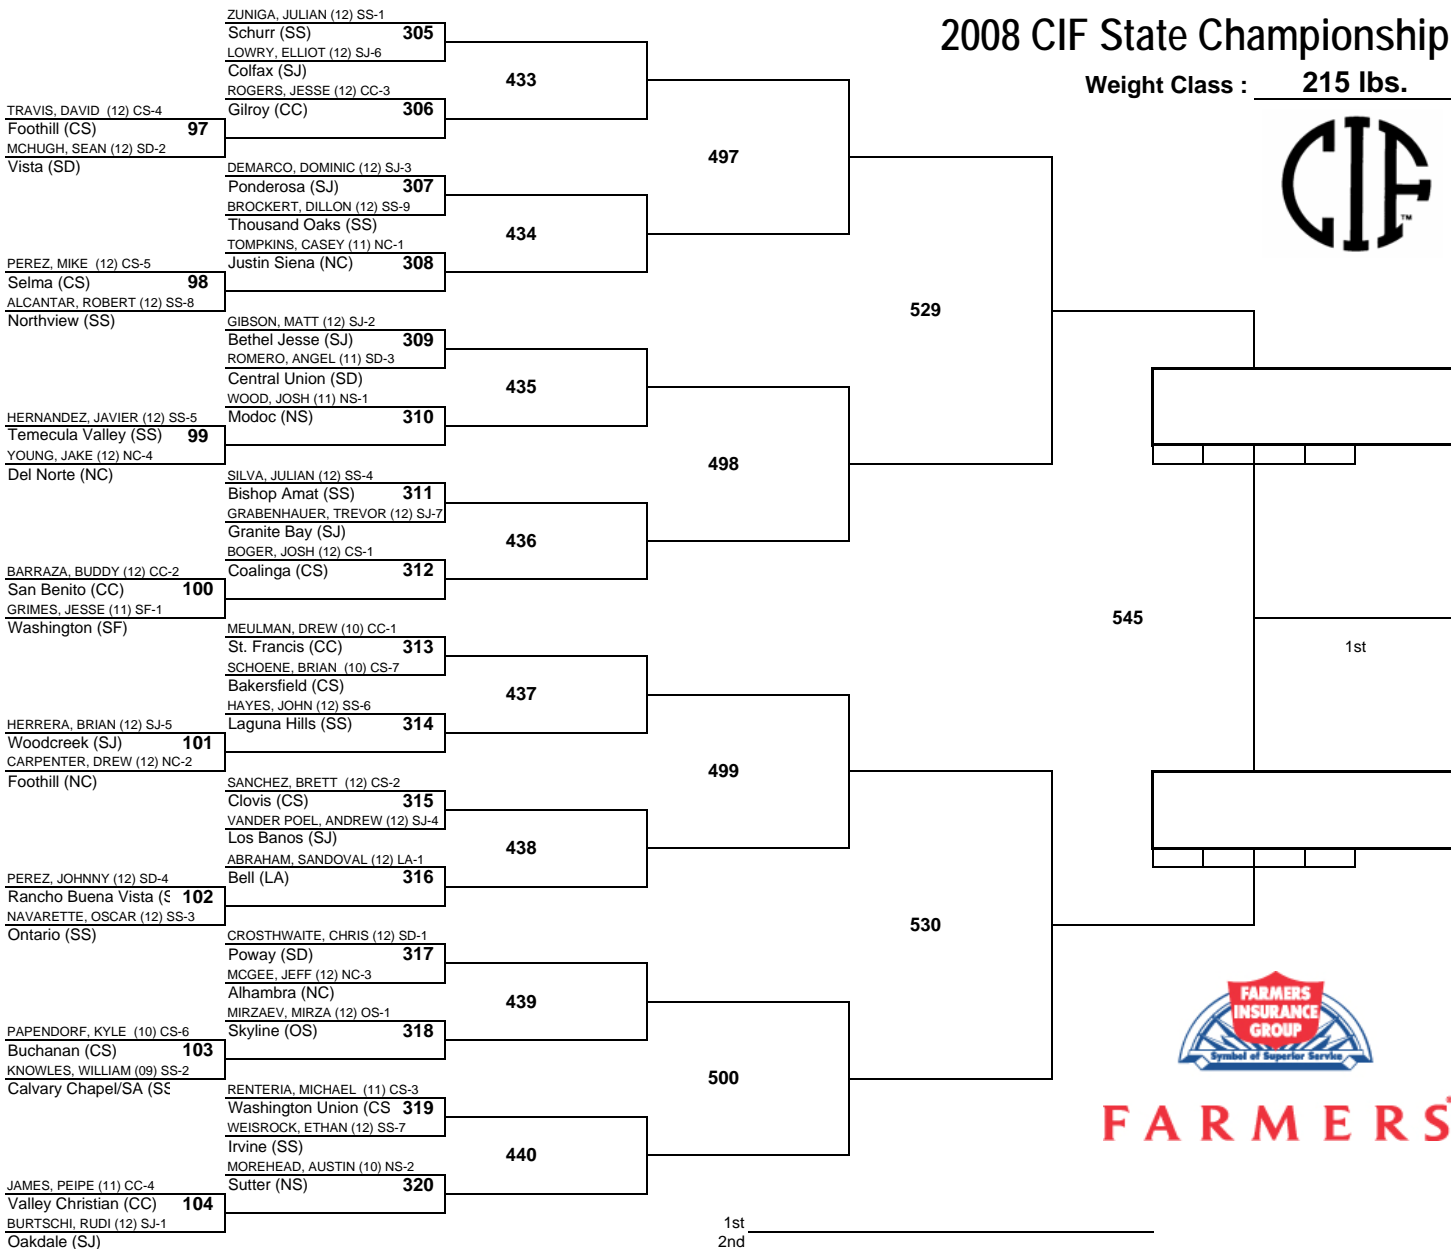 2008 CIF State Championship
Weight Class : 215 lbs.
CIF
TM
TRAVIS, DAVID (12) CS-4
Foothill (CS) 97
MCHUGH, SEAN (12) SD-2
Vista (SD)
PEREZ, MIKE (12) CS-5
Selma (CS) 98
ALCANTAR, ROBERT (12) SS-8
Northview (SS)
HERNANDEZ, JAVIER (12) SS-5
Temecula Valley (SS) 99
YOUNG, JAKE (12) NC-4
Del Norte (NC)
BARRAZA, BUDDY (12) CC-2
San Benito (CC) 100
GRIMES, JESSE (11) SF-1
Washington (SF)
HERRERA, BRIAN (12) SJ-5
Woodcreek (SJ) 101
CARPENTER, DREW (12) NC-2
Foothill (NC)
PEREZ, JOHNNY (12) SD-4
Rancho Buena Vista (S 102
NAVARETTE, OSCAR (12) SS-3
Ontario (SS)
PAPENDORF, KYLE (10) CS-6
Buchanan (CS) 103
KNOWLES, WILLIAM (09) SS-2
Calvary Chapel/SA (SS
JAMES, PEIPE (11) CC-4
Valley Christian (CC) 104
BURTSCHI, RUDI (12) SJ-1
Oakdale (SJ)
ZUNIGA, JULIAN (12) SS-1
Schurr (SS) 305
LOWRY, ELLIOT (12) SJ-6
Colfax (SJ)
ROGERS, JESSE (12) CC-3
Gilroy (CC) 306
DEMARCO, DOMINIC (12) SJ-3
Ponderosa (SJ) 307
BROCKERT, DILLON (12) SS-9
Thousand Oaks (SS)
TOMPKINS, CASEY (11) NC-1
Justin Siena (NC) 308
GIBSON, MATT (12) SJ-2
Bethel Jesse (SJ) 309
ROMERO, ANGEL (11) SD-3
Central Union (SD)
WOOD, JOSH (11) NS-1
Modoc (NS) 310
SILVA, JULIAN (12) SS-4
Bishop Amat (SS) 311
GRABENHAUER, TREVOR (12) SJ-7
Granite Bay (SJ)
BOGER, JOSH (12) CS-1
Coalinga (CS) 312
MEULMAN, DREW (10) CC-1
St. Francis (CC) 313
SCHOENE, BRIAN (10) CS-7
Bakersfield (CS)
HAYES, JOHN (12) SS-6
Laguna Hills (SS) 314
SANCHEZ, BRETT (12) CS-2
Clovis (CS) 315
VANDER POEL, ANDREW (12) SJ-4
Los Banos (SJ)
ABRAHAM, SANDOVAL (12) LA-1
Bell (LA) 316
CROSTHWAITE, CHRIS (12) SD-1
Poway (SD) 317
MCGEE, JEFF (12) NC-3
Alhambra (NC)
MIRZAEV, MIRZA (12) OS-1
Skyline (OS) 318
RENTERIA, MICHAEL (11) CS-3
Washington Union (CS 319
WEISROCK, ETHAN (12) SS-7
Irvine (SS)
MOREHEAD, AUSTIN (10) NS-2
Sutter (NS) 320
433
434
435
436
437
438
439
440
497
498
499
500
529
530
545
1st
FARMERS
INSURANCE
GROUP
Symbol of Superior Service
FARMERS
1st
2nd